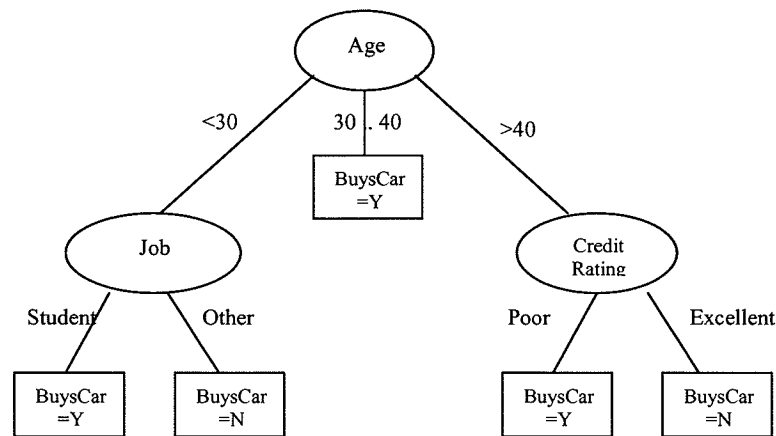 Age
<30
30 .. 40
>40
BuysCar
=Y
Job
Credit
Rating
Student
Other
Poor
Excellent
BuysCar
=Y
BuysCar
=N
BuysCar
=Y
BuysCar
=N